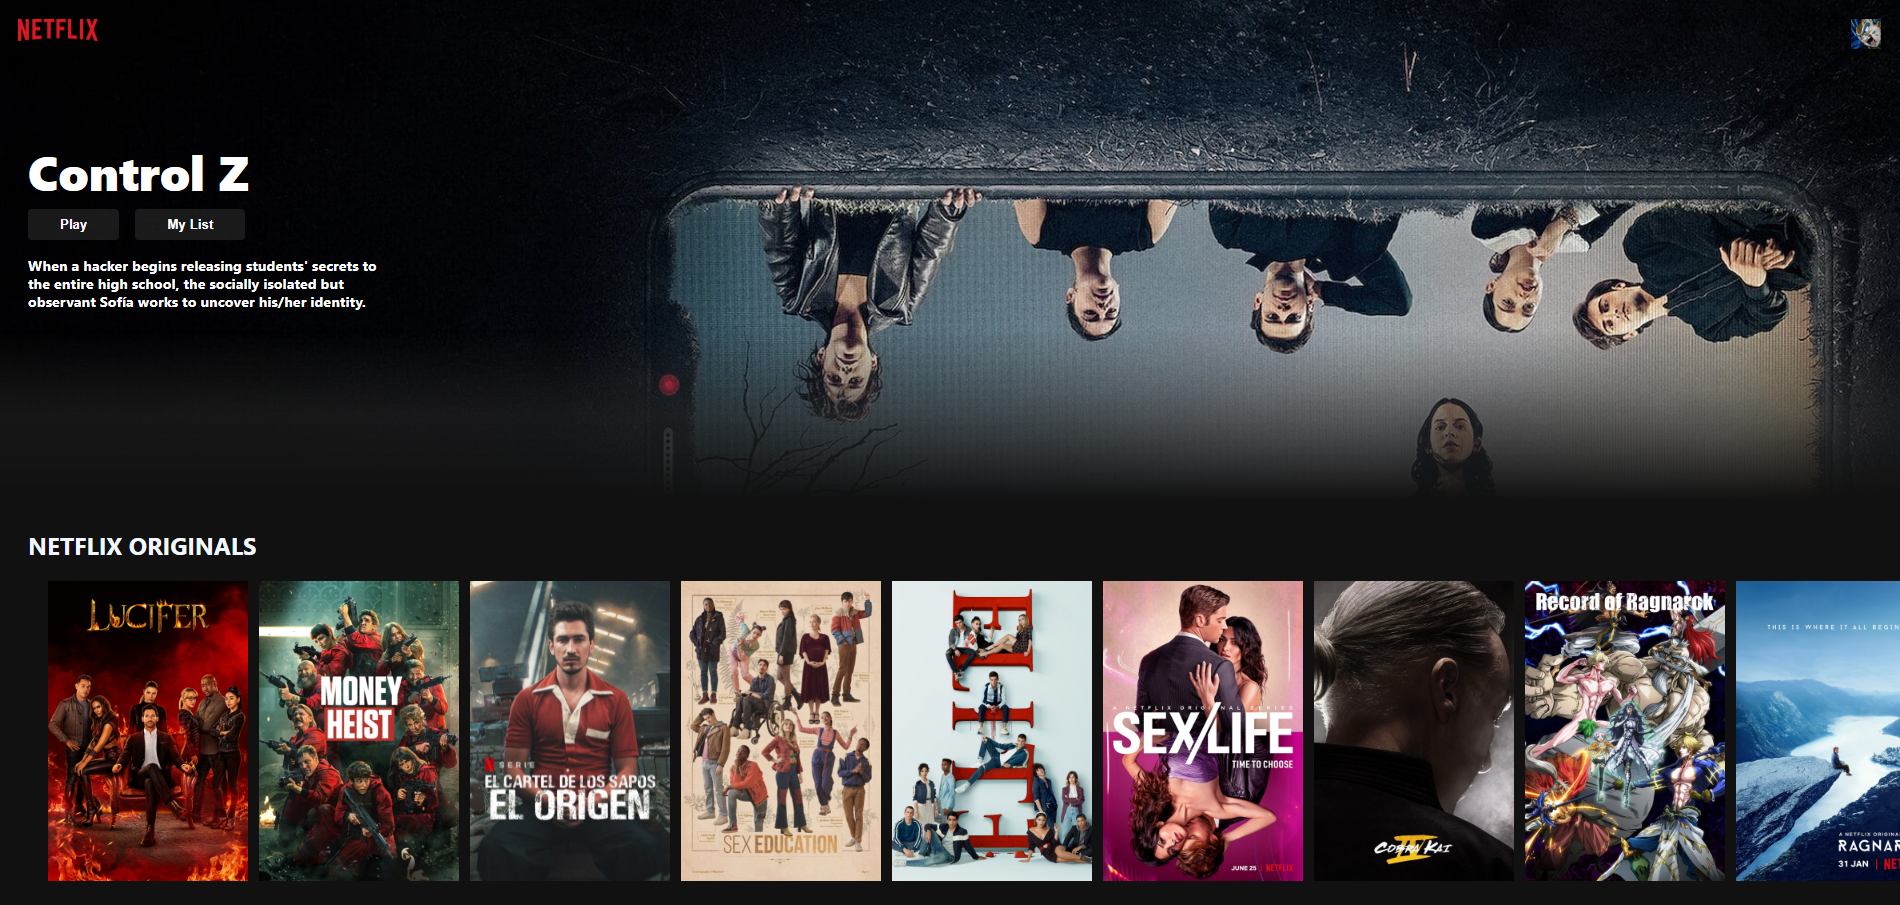 NETFLIX
Control Z
Play
My List
When a hacker begins releasing students' secrets to
the entire high school, the socially isolated but
observant Sofía works to uncover his/her identity.
NETFLIX ORIGINALS
LUCIFER
MONEY
HEIST
N SERIE
EL CARTEL DE LOS SAPOS
EL ORIGEN
SEX EDUCATION
ELITE
A NETFLIX ORIGINAL SERIES
SEX/LIFE
TIME TO CHOOSE
JUNE 25 | NETFLIX
COBRA KAI
IV
Record of Ragnarok
THIS IS WHERE IT ALL BEGIN
A NETFLIX ORIGINA
RAGNAR
31 JAN | NE